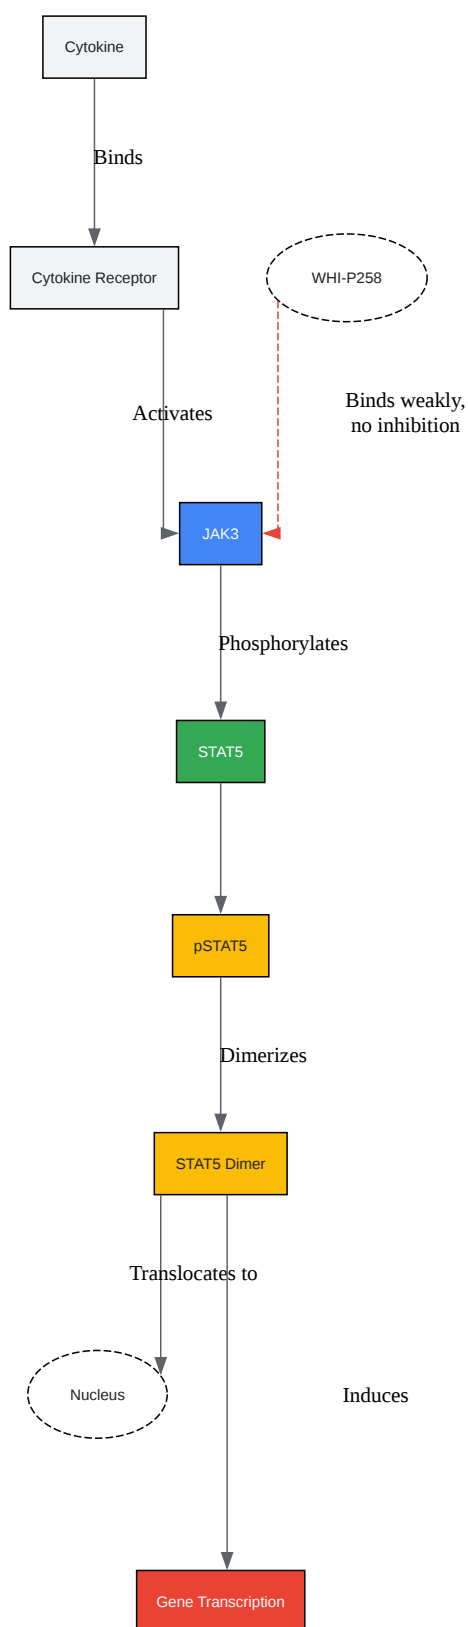 Cytokine
Binds
Cytokine Receptor
WHI-P258
Activates
Binds weakly,
no inhibition
JAK3
Phosphorylates
STAT5
pSTAT5
Dimerizes
STAT5 Dimer
Translocates to
Nucleus
Induces
Gene Transcription